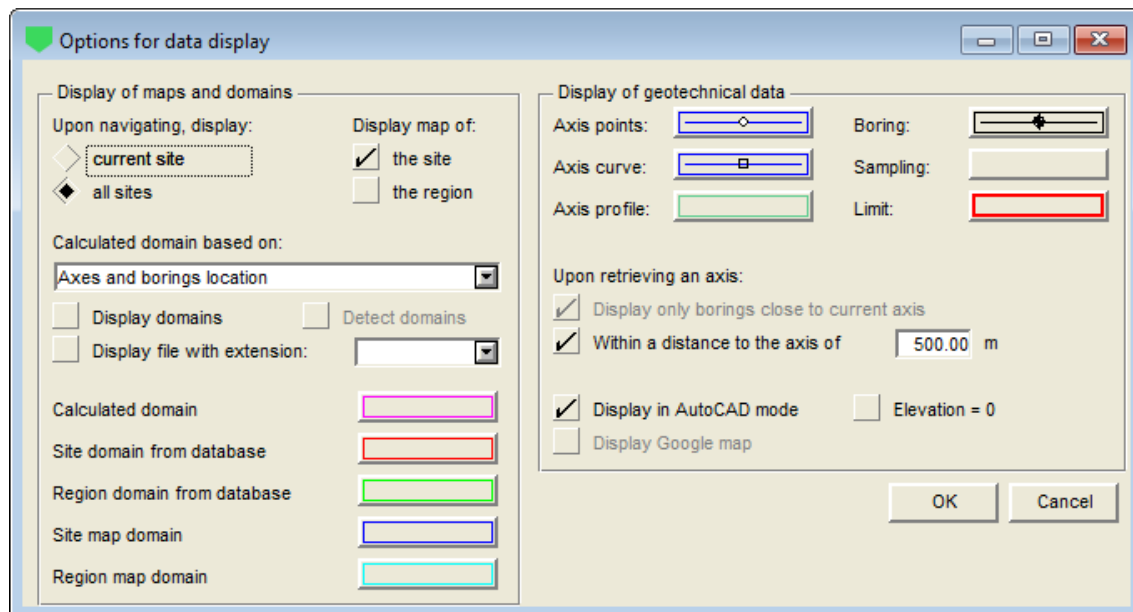 Options for data display
Display of maps and domains
Upon navigating, display:
Display map of:
current site
the site
all sites
the region
Calculated domain based on:
Axes and borings location
Display domains
Detect domains
Display file with extension:
Calculated domain
Site domain from database
Region domain from database
Site map domain
Region map domain
Display of geotechnical data
Axis points:
Boring:
Axis curve:
Sampling:
Axis profile:
Limit:
Upon retrieving an axis:
Display only borings close to current axis
Within a distance to the axis of 500.00 m
Display in AutoCAD mode
Elevation = 0
Display Google map
OK
Cancel